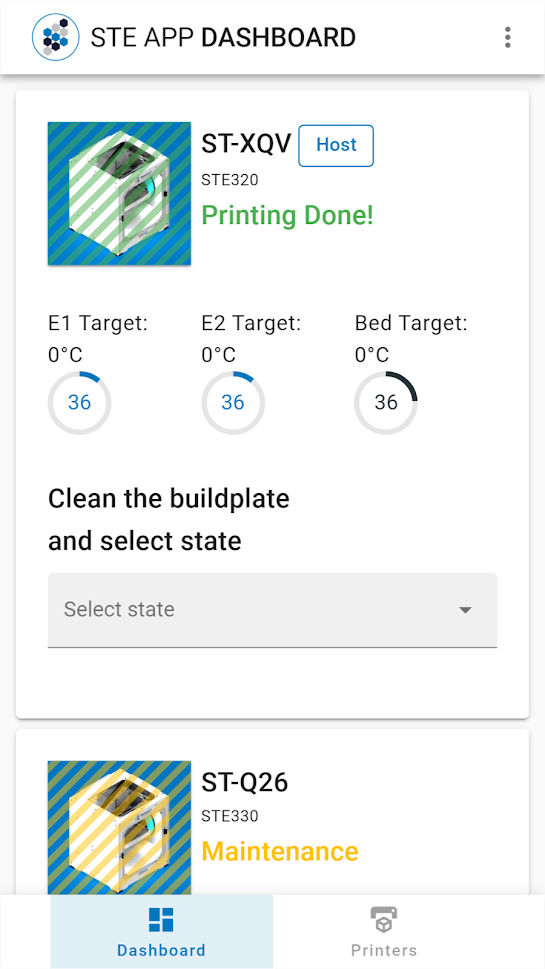 STE APP DASHBOARD
ST-XQV Host
STE320
Printing Done!
E1 Target: E2 Target: Bed Target:
0°C 0°C 0°C
36 36 36
Clean the buildplate
and select state
Select state
ST-Q26
STE330
Maintenance
Dashboard Printers